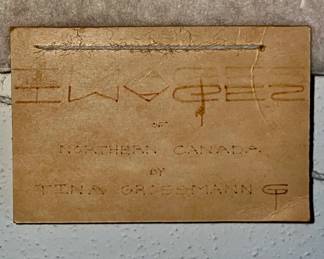 IMAGES
OF
NORTHERN CANADA
BY
TINA GROSSMANN